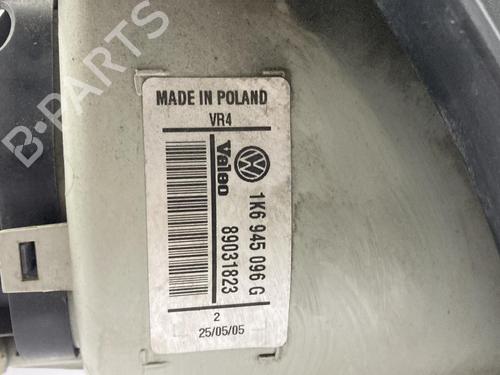 MADE IN POLAND
VR4
Valeo
1K6 945 096 G
89031823
2
25/05/05
B-PARTS